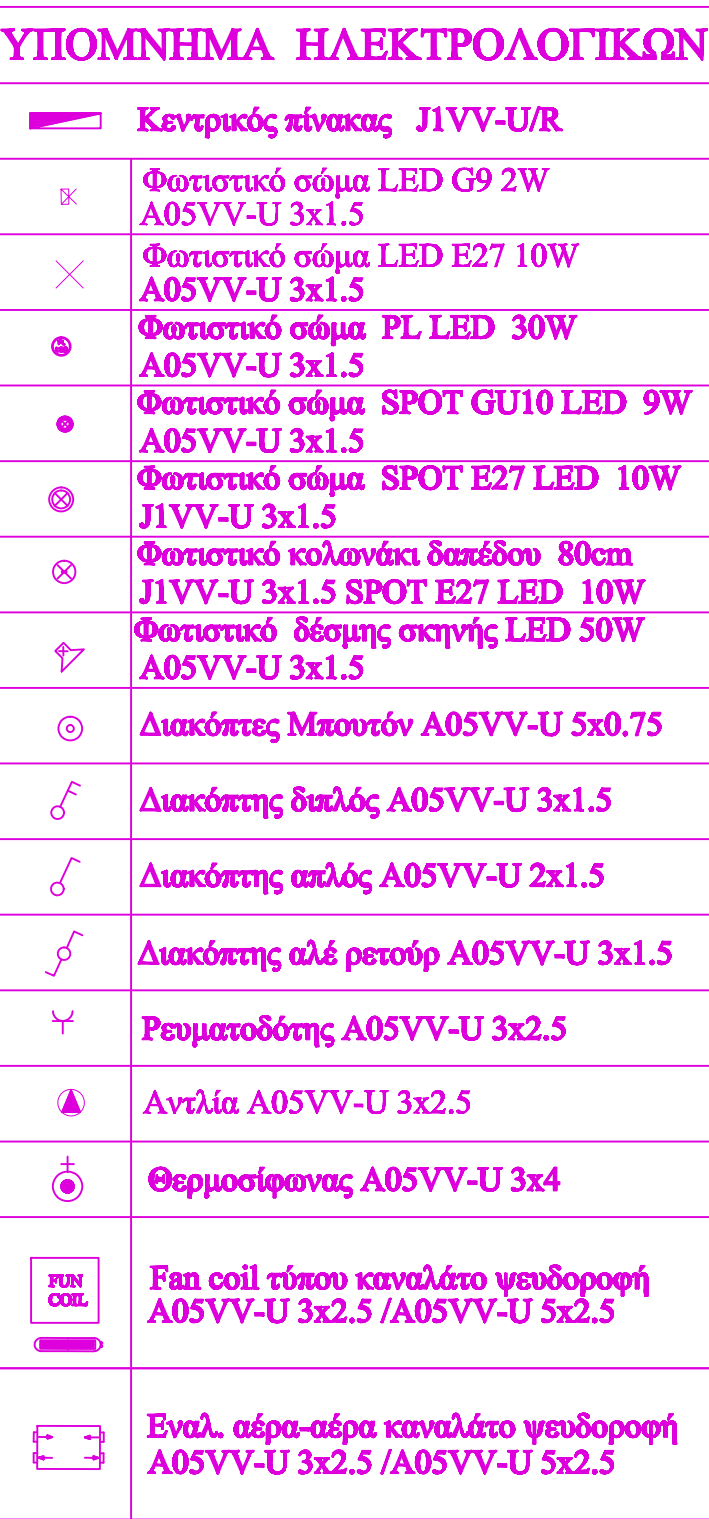 ΥΠΟΜΝΗΜΑ ΗΛΕΚΤΡΟΛΟΓΙΚΩΝ
Κεντρικός πίνακας J1VV-U/R
Φωτιστικό σώμα LED G9 2W
A05VV-U 3x1.5
Φωτιστικό σώμα LED E27 10W
A05VV-U 3x1.5
Φωτιστικό σώμα PL LED 30W
A05VV-U 3x1.5
Φωτιστικό σώμα SPOT GU10 LED 9W
A05VV-U 3x1.5
Φωτιστικό σώμα SPOT E27 LED 10W
J1VV-U 3x1.5
Φωτιστικό κολωνάκι δαπέδου 80cm
J1VV-U 3x1.5 SPOT E27 LED 10W
Φωτιστικό δέσμης σκηνής LED 50W
A05VV-U 3x1.5
Διακόπτες Μπουτόν A05VV-U 5x0.75
Διακόπτης διπλός A05VV-U 3x1.5
Διακόπτης απλός A05VV-U 2x1.5
Διακόπτης αλέ ρετούρ A05VV-U 3x1.5
Ρευματοδότης A05VV-U 3x2.5
Αντλία A05VV-U 3x2.5
Θερμοσίφωνας A05VV-U 3x4
FUN
COIL
Fan coil τύπου καναλάτο ψευδοροφή
A05VV-U 3x2.5 /A05VV-U 5x2.5
Εναλ. αέρα-αέρα καναλάτο ψευδοροφή
A05VV-U 3x2.5 /A05VV-U 5x2.5